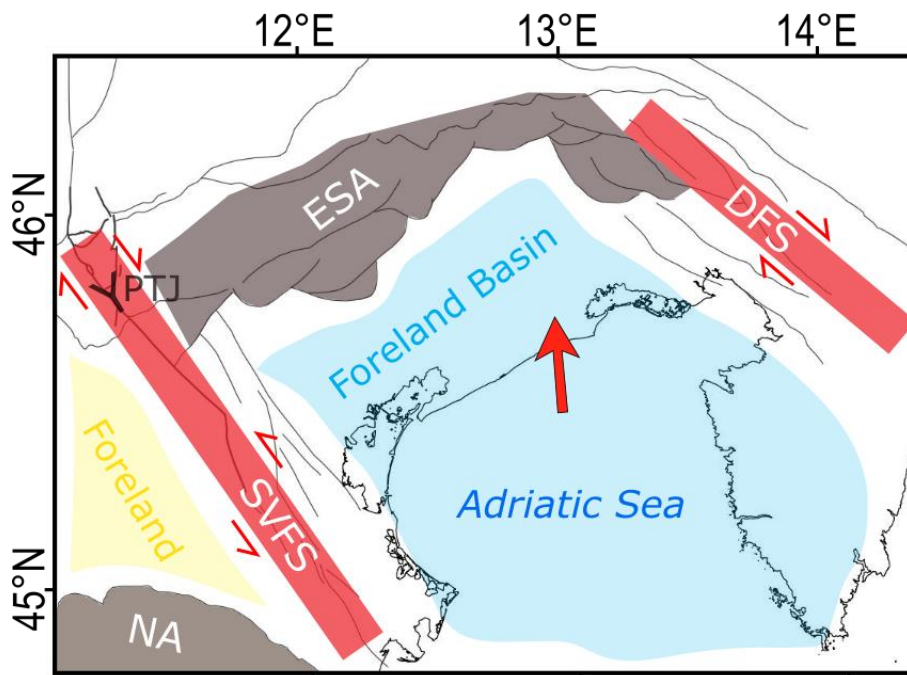 12°E 13°E 14°E
46°N
45°N
ESA
DFS
PTJ
Foreland Basin
Foreland
SVFS
Adriatic Sea
NA